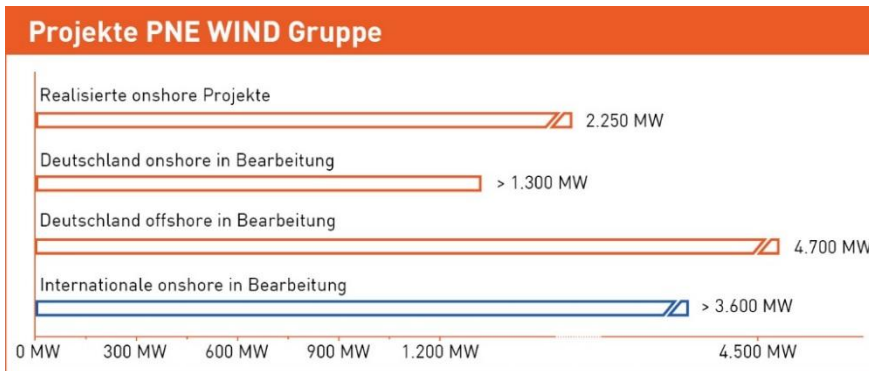 Projekte PNE WIND Gruppe
Realisierte onshore Projekte
2.250 MW
Deutschland onshore in Bearbeitung
> 1.300 MW
Deutschland offshore in Bearbeitung
4.700 MW
Internationale onshore in Bearbeitung
> 3.600 MW
0 MW 300 MW 600 MW 900 MW 1.200 MW 4.500 MW